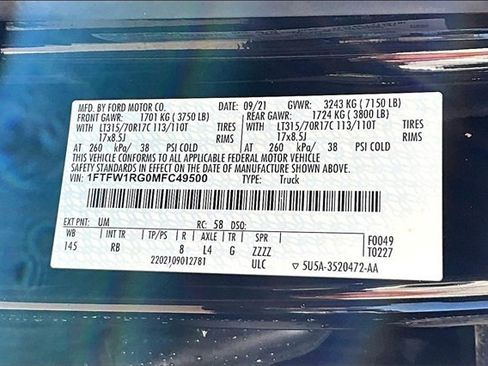 MFD. BY FORD MOTOR CO. 09/21 GVWR: 3243 KG ( 7150 LB)
FRONT GAWR: 1701 KG ( 3750 LB) REAR GAWR: 1724 KG ( 3800 LB)
WITH LT315/70R17C 113/110T TIRES WITH LT315/70R17C 113/110T TIRES
17x8.5J RIMS 17x8.5J RIMS
AT 260 kPa/ 38 PSI COLD AT 260 kPa/ 38 PSI COLD
THIS VEHICLE CONFORMS TO ALL APPLICABLE FEDERAL MOTOR VEHICLE
SAFETY STANDARDS IN EFFECT ON THE DATE OF MANUFACTURE SHOWN ABOVE.
VIN: 1FTFW1RG0MFC49500 TYPE: Truck
EXT PNT: UM RC: 58 DSO:
WB INT TR TP/PS R AXLE TR SPR F0049
145 RB 8 L4 G ZZZZ T0227
2202109012781 ULC 5U5A-3520472-AA